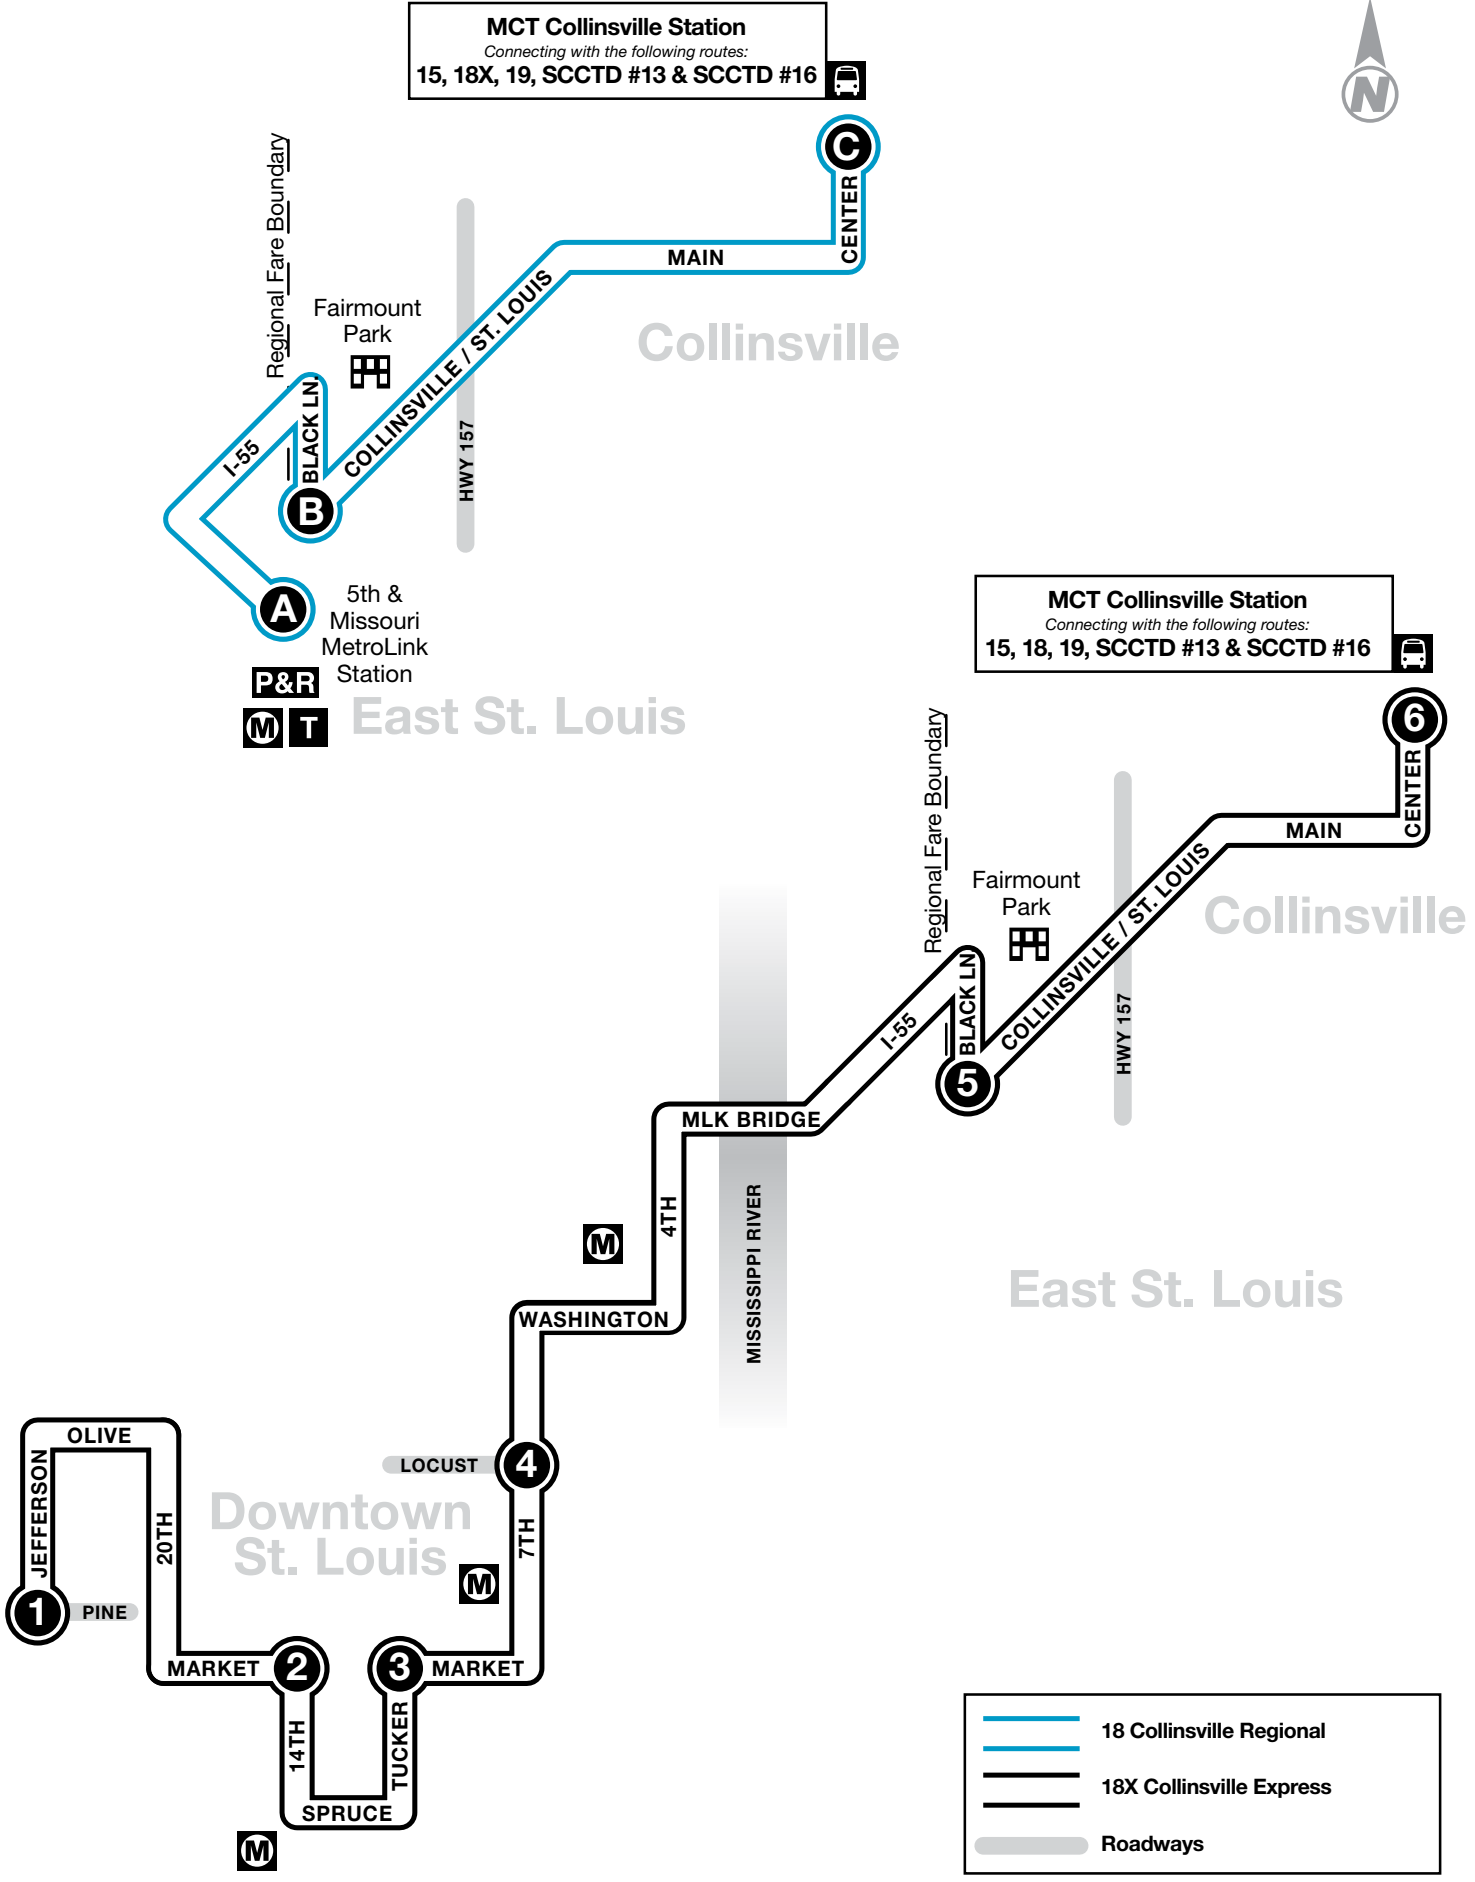 MCT Collinsville Station
Connecting with the following routes:
15, 18X, 19, SCCTD #13 & SCCTD #16
N
C
CENTER
Regional Fare Boundary
MAIN
Fairmount
Park
COLLINSVILLE / ST. LOUIS
Collinsville
BLACK LN.
I-55
HWY 157
B
A
5th &
Missouri
MetroLink
Station
P&R
M
T
East St. Louis
MCT Collinsville Station
Connecting with the following routes:
15, 18, 19, SCCTD #13 & SCCTD #16
6
CENTER
Regional Fare Boundary
MAIN
Fairmount
Park
COLLINSVILLE / ST. LOUIS
Collinsville
BLACK LN.
I-55
HWY 157
5
MLK BRIDGE
4TH
M
MISSISSIPPI RIVER
East St. Louis
WASHINGTON
OLIVE
LOCUST
4
JEFFERSON
Downtown
St. Louis
20TH
7TH
M
1
PINE
MARKET
2
3
MARKET
14TH
TUCKER
SPRUCE
M
18 Collinsville Regional
18X Collinsville Express
Roadways